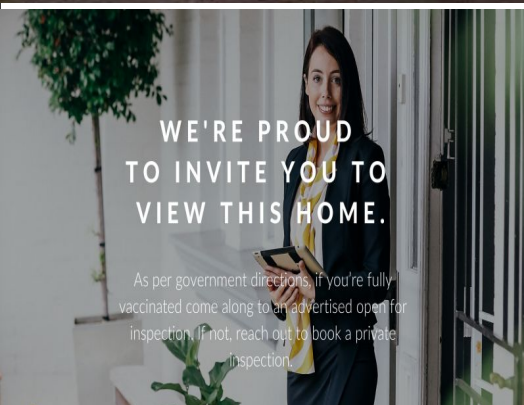 WE'RE PROUD
TO INVITE YOU TO
VIEW THIS HOME.
As per government directions, if you're fully
vaccinated come along to an advertised open for
inspection. If not, reach out to book a private
inspection.